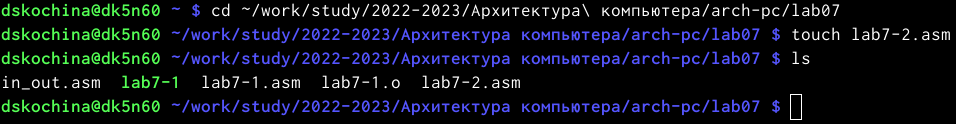 dskochina@dk5n60 ~ $ cd ~/work/study/2022-2023/Архитектура\ компьютера/arch-pc/lab07
dskochina@dk5n60 ~/work/study/2022-2023/Архитектура компьютера/arch-pc/lab07 $ touch lab7-2.asm
dskochina@dk5n60 ~/work/study/2022-2023/Архитектура компьютера/arch-pc/lab07 $ ls
in_out.asm lab7-1 lab7-1.asm lab7-1.o lab7-2.asm
dskochina@dk5n60 ~/work/study/2022-2023/Архитектура компьютера/arch-pc/lab07 $